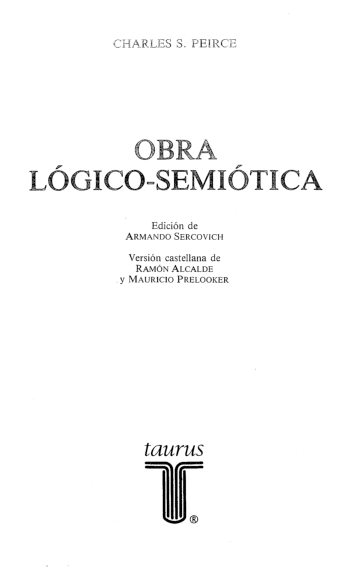 CHARLES S. PEIRCE
OBRA
LÓGICO-SEMIÓTICA
Edición de
ARMANDO SERCOVICH
Versión castellana de
RAMÓN ALCALDE
y MAURICIO PRELOOKER
taurus
T®